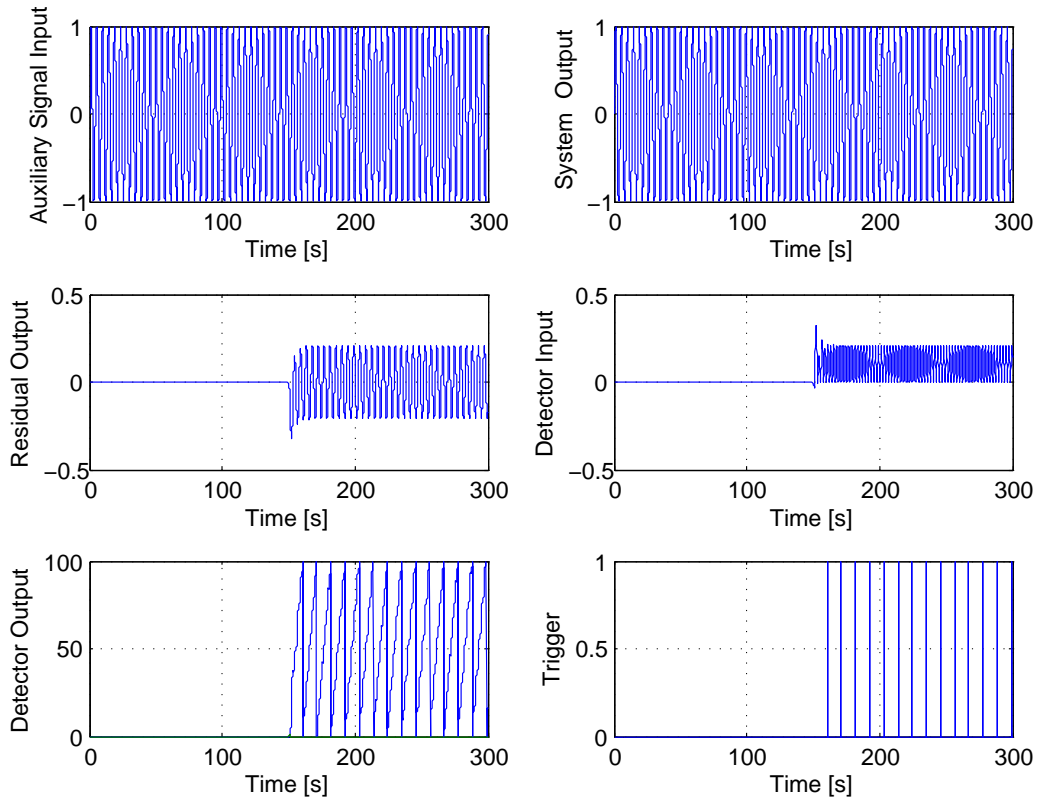 Auxiliary Signal Input
1
0
−1
0 100 200 300
Time [s]
System Output
1
0
−1
0 100 200 300
Time [s]
Residual Output
0.5
0
−0.5
0 100 200 300
Time [s]
Detector Input
0.5
0
−0.5
0 100 200 300
Time [s]
Detector Output
100
50
0
0 100 200 300
Time [s]
Trigger
1
0.5
0
0 100 200 300
Time [s]